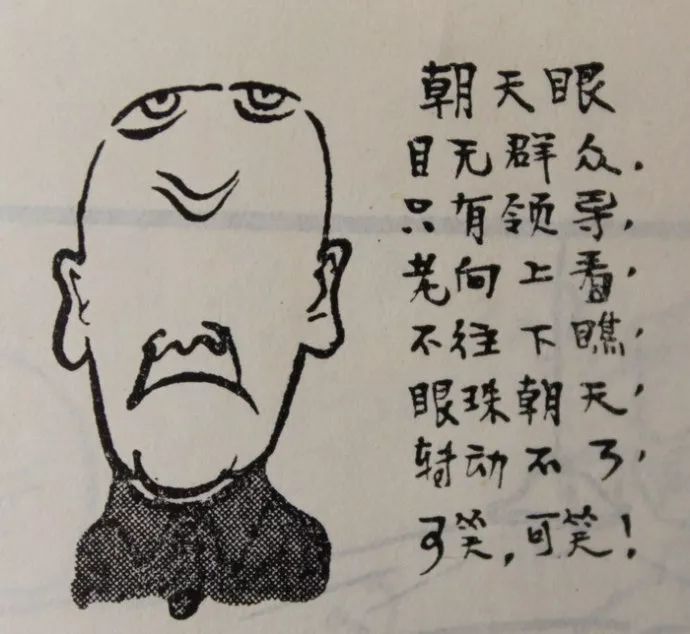 朝天眼
目无群众.
只有领导,
老向上看,
不往下瞧,
眼珠朝天,
转动不了,
可笑,可笑!